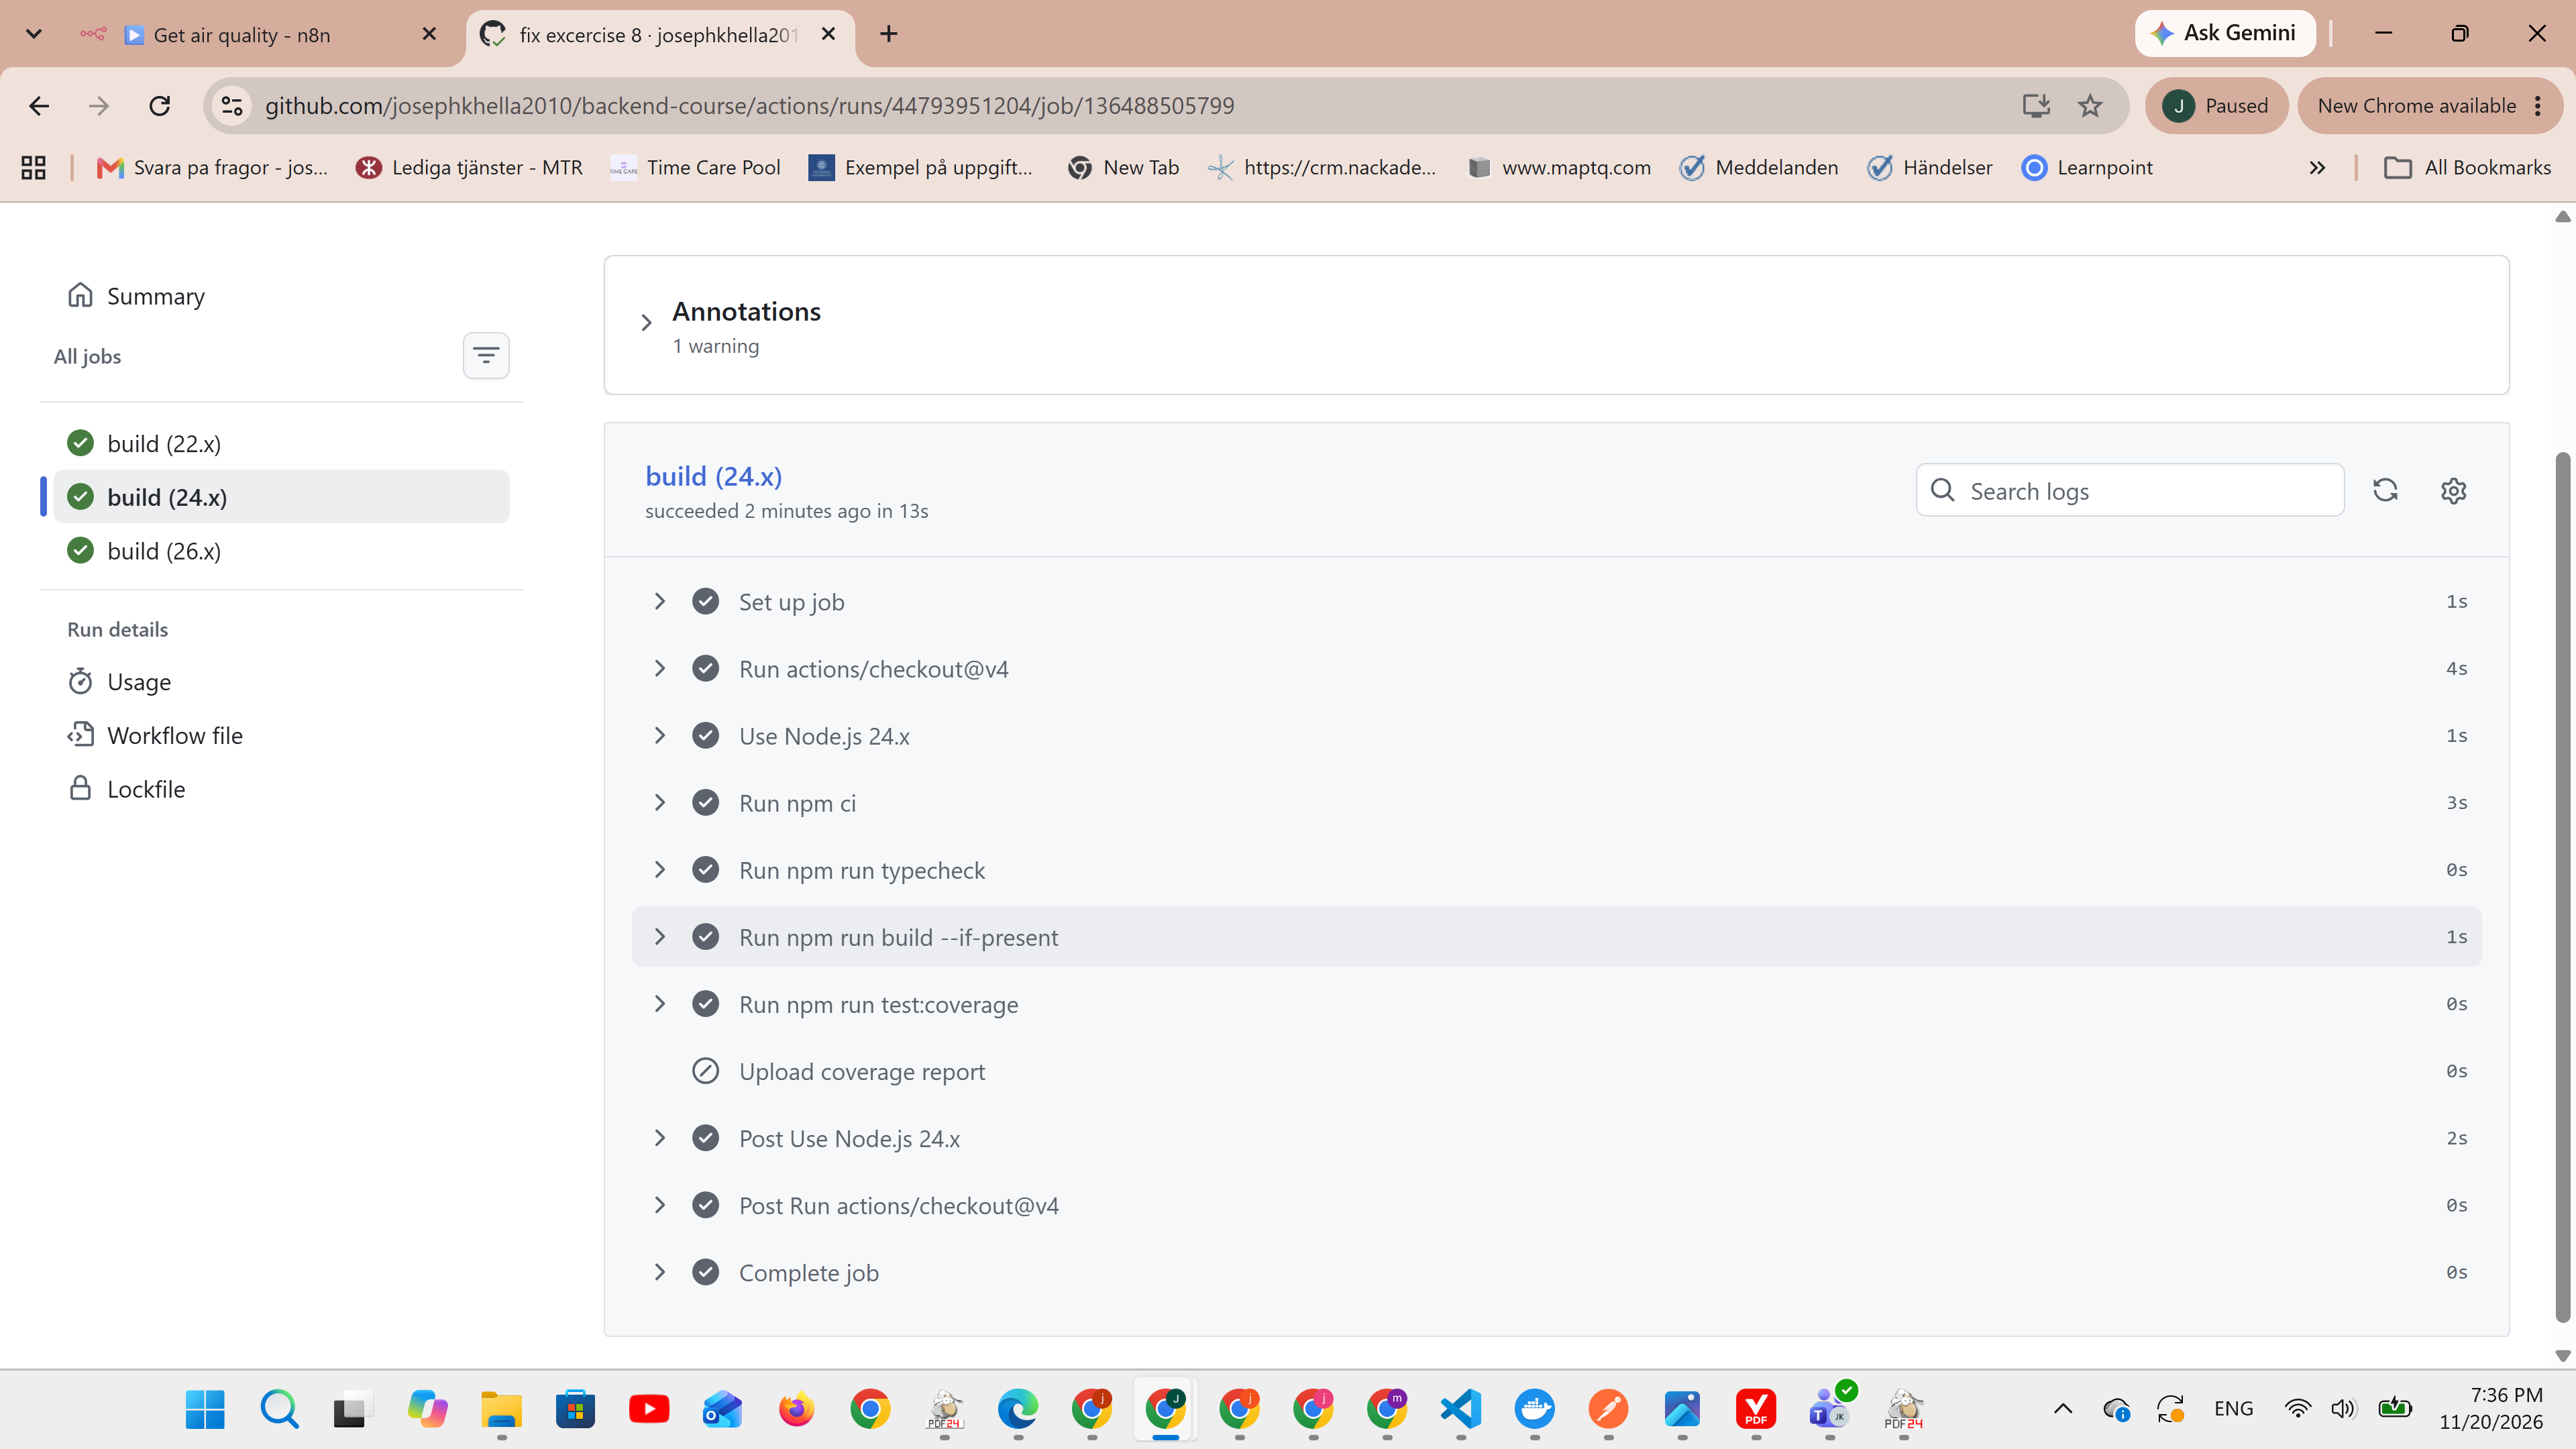 Get air quality - n8n
fix excercise 8 · josephkhella201
Ask Gemini
github.com/josephkhella2010/backend-course/actions/runs/44793951204/job/136488505799
J
Paused
New Chrome available
Svara pa fragor - jos...
Lediga tjänster - MTR
Time Care Pool
Exempel på uppgift...
New Tab
https://crm.nackade...
www.maptq.com
Meddelanden
Händelser
Learnpoint
All Bookmarks
Summary
All jobs
build (22.x)
build (24.x)
build (26.x)
Run details
Usage
Workflow file
Lockfile
Annotations
1 warning
build (24.x)
succeeded 2 minutes ago in 13s
Search logs
Set up job 1s
Run actions/checkout@v4 4s
Use Node.js 24.x 1s
Run npm ci 3s
Run npm run typecheck 0s
Run npm run build --if-present 1s
Run npm run test:coverage 0s
Upload coverage report 0s
Post Use Node.js 24.x 2s
Post Run actions/checkout@v4 0s
Complete job 0s
ENG
7:36 PM
11/20/2026